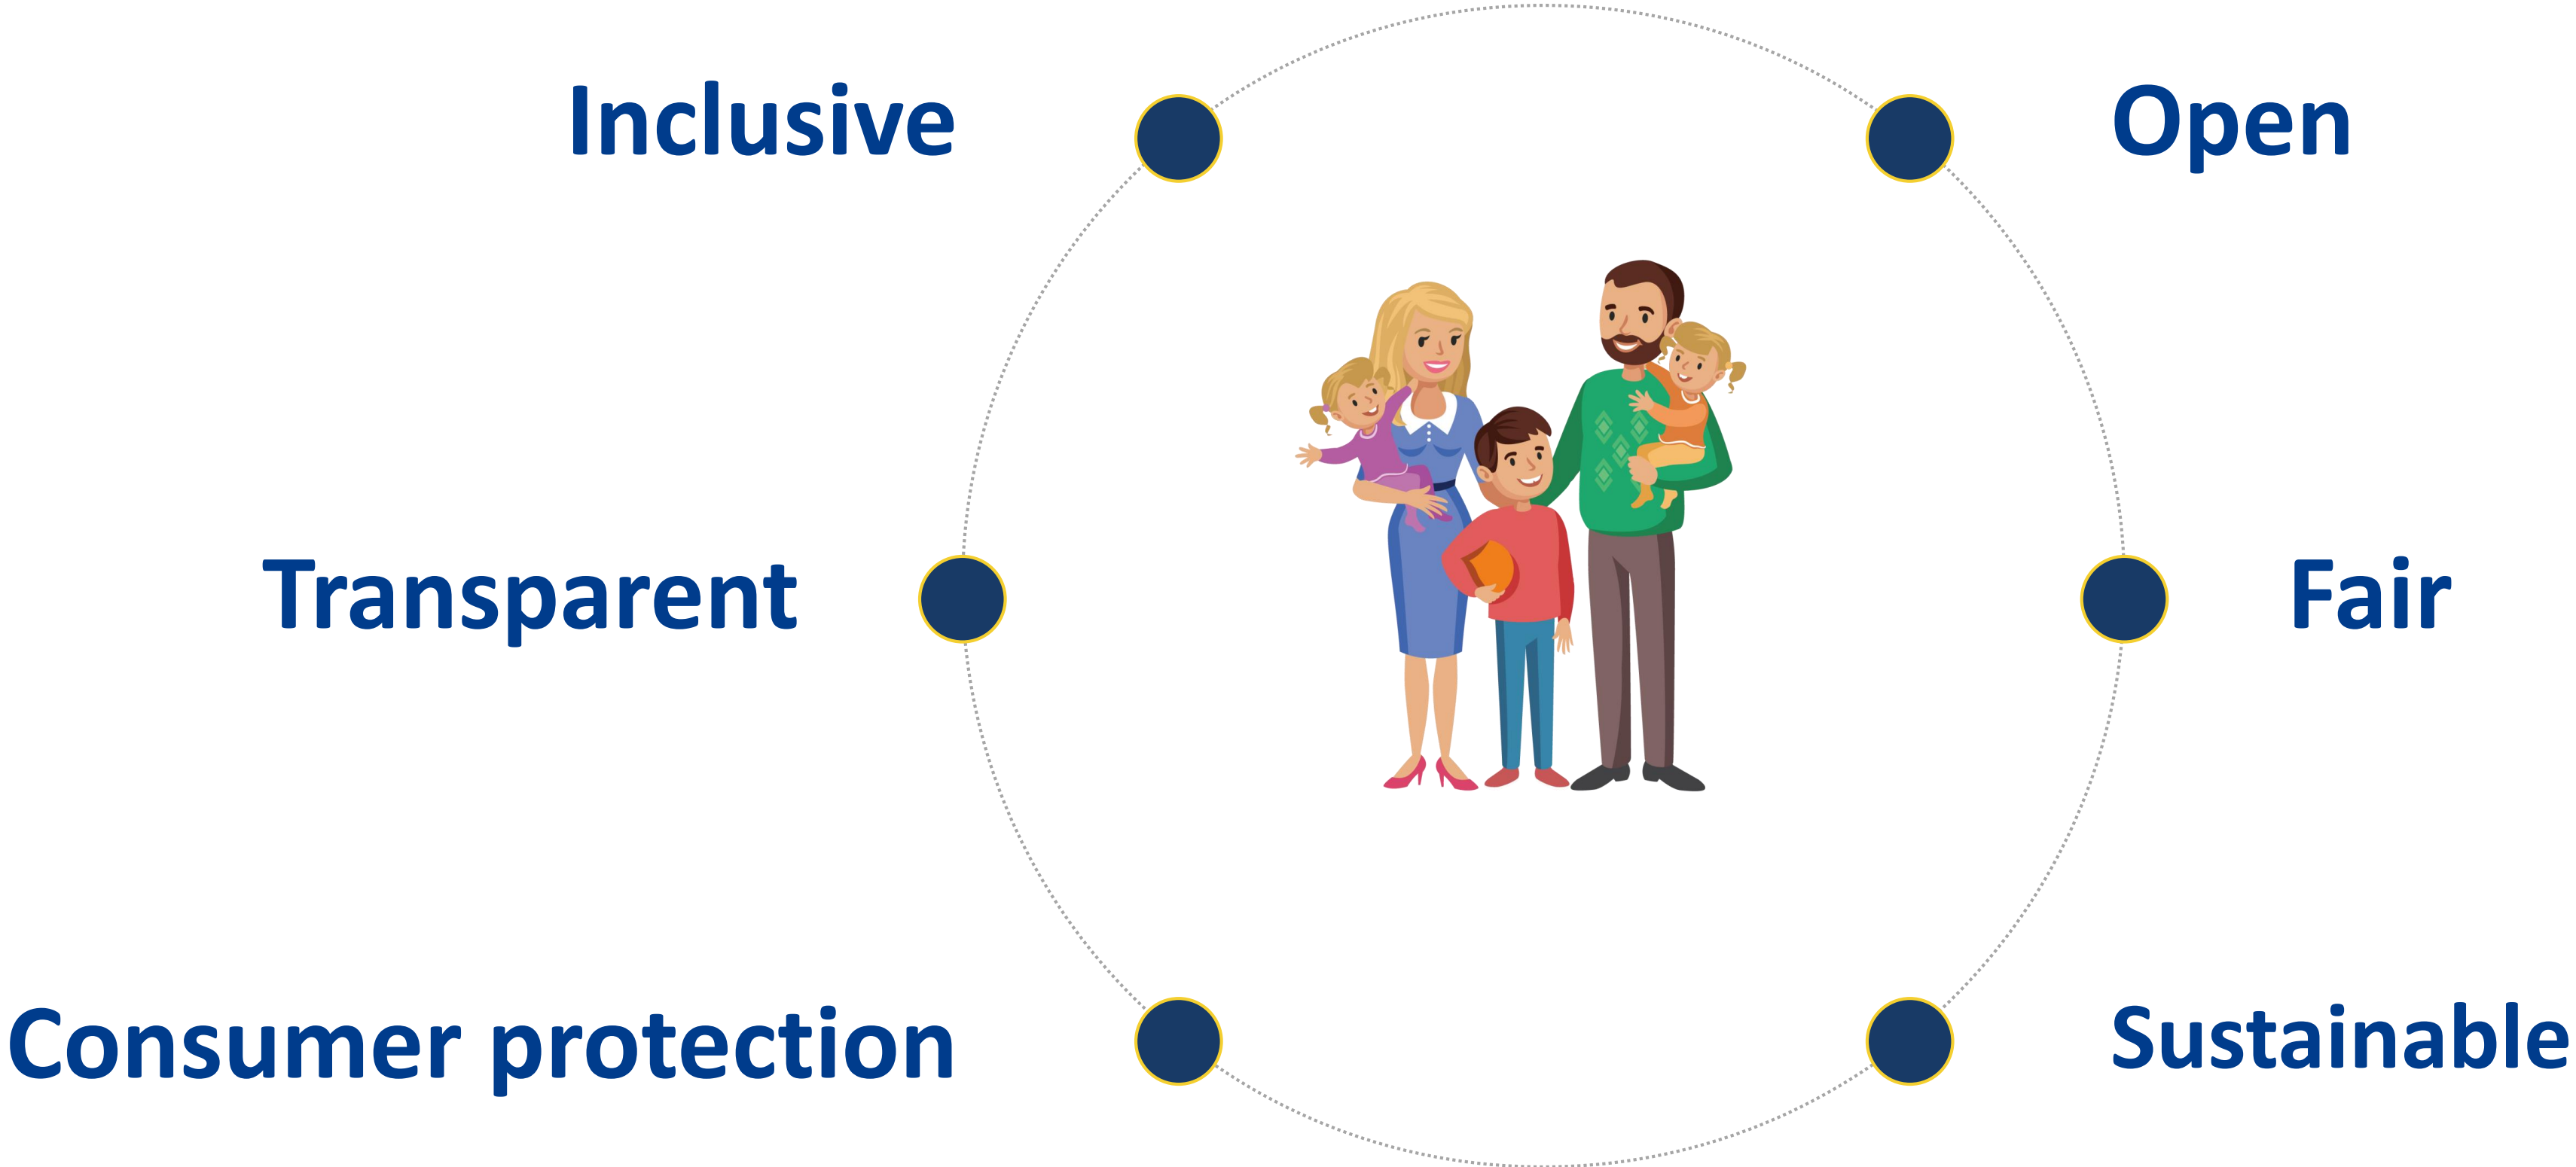 Inclusive
Open
Transparent
Fair
Consumer protection
Sustainable